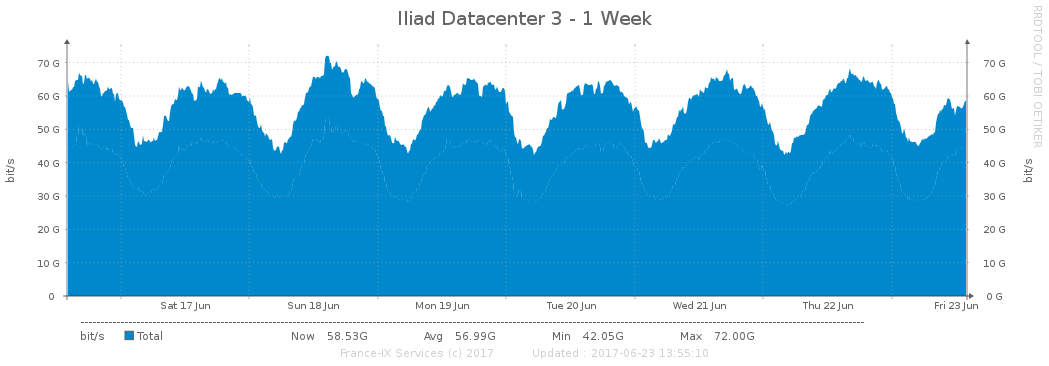 Iliad Datacenter 3 - 1 Week
RRDTOOL / TOBI OETIKER
bit/s
70 G
60 G
50 G
40 G
30 G
20 G
10 G
0
70 G
60 G
50 G
40 G
30 G
20 G
10 G
0 G
bit/s
Sat 17 Jun Sun 18 Jun Mon 19 Jun Tue 20 Jun Wed 21 Jun Thu 22 Jun Fri 23 Jun
bit/s Total Now 58.53G Avg 56.99G Min 42.05G Max 72.00G
France-IX Services (c) 2017 Updated : 2017-06-23 13:55:10